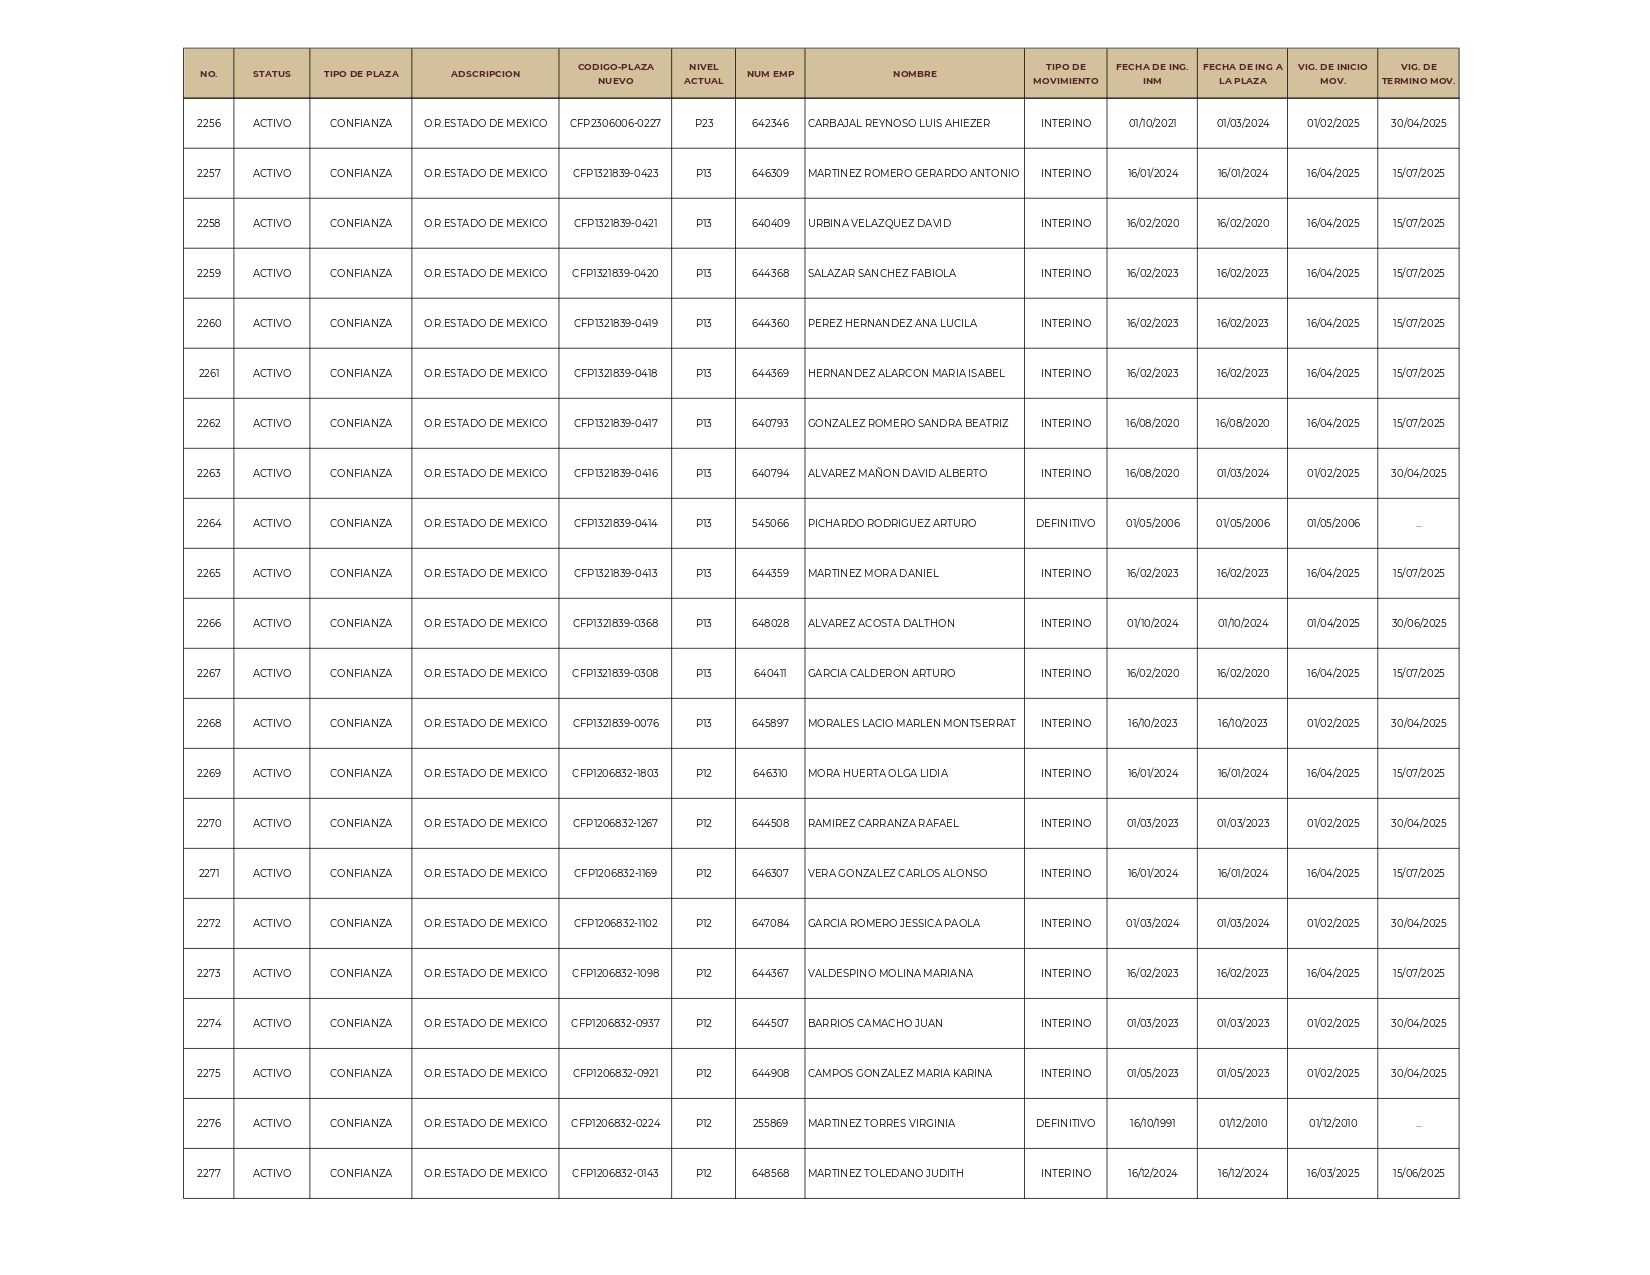 NO. STATUS TIPO DE PLAZA ADSCRIPCION CODIGO-PLAZA NUEVO NIVEL ACTUAL NUM EMP NOMBRE TIPO DE MOVIMIENTO FECHA DE ING. INM FECHA DE ING A LA PLAZA VIG. DE INICIO MOV. VIG. DE TERMINO MOV.
2256 ACTIVO CONFIANZA O.R.ESTADO DE MEXICO CFP2306006-0227 P23 642346 CARBAJAL REYNOSO LUIS AHIEZER INTERINO 01/10/2021 01/03/2024 01/02/2025 30/04/2025
2257 ACTIVO CONFIANZA O.R.ESTADO DE MEXICO CFP1321839-0423 P13 646309 MARTINEZ ROMERO GERARDO ANTONIO INTERINO 16/01/2024 16/01/2024 16/04/2025 15/07/2025
2258 ACTIVO CONFIANZA O.R.ESTADO DE MEXICO CFP1321839-0421 P13 640409 URBINA VELAZQUEZ DAVID INTERINO 16/02/2020 16/02/2020 16/04/2025 15/07/2025
2259 ACTIVO CONFIANZA O.R.ESTADO DE MEXICO CFP1321839-0420 P13 644368 SALAZAR SANCHEZ FABIOLA INTERINO 16/02/2023 16/02/2023 16/04/2025 15/07/2025
2260 ACTIVO CONFIANZA O.R.ESTADO DE MEXICO CFP1321839-0419 P13 644360 PEREZ HERNANDEZ ANA LUCILA INTERINO 16/02/2023 16/02/2023 16/04/2025 15/07/2025
2261 ACTIVO CONFIANZA O.R.ESTADO DE MEXICO CFP1321839-0418 P13 644369 HERNANDEZ ALARCON MARIA ISABEL INTERINO 16/02/2023 16/02/2023 16/04/2025 15/07/2025
2262 ACTIVO CONFIANZA O.R.ESTADO DE MEXICO CFP1321839-0417 P13 640793 GONZALEZ ROMERO SANDRA BEATRIZ INTERINO 16/08/2020 16/08/2020 16/04/2025 15/07/2025
2263 ACTIVO CONFIANZA O.R.ESTADO DE MEXICO CFP1321839-0416 P13 640794 ALVAREZ MAÑON DAVID ALBERTO INTERINO 16/08/2020 01/03/2024 01/02/2025 30/04/2025
2264 ACTIVO CONFIANZA O.R.ESTADO DE MEXICO CFP1321839-0414 P13 545066 PICHARDO RODRIGUEZ ARTURO DEFINITIVO 01/05/2006 01/05/2006 01/05/2006 ...
2265 ACTIVO CONFIANZA O.R.ESTADO DE MEXICO CFP1321839-0413 P13 644359 MARTINEZ MORA DANIEL INTERINO 16/02/2023 16/02/2023 16/04/2025 15/07/2025
2266 ACTIVO CONFIANZA O.R.ESTADO DE MEXICO CFP1321839-0368 P13 648028 ALVAREZ ACOSTA DALTHON INTERINO 01/10/2024 01/10/2024 01/04/2025 30/06/2025
2267 ACTIVO CONFIANZA O.R.ESTADO DE MEXICO CFP1321839-0308 P13 640411 GARCIA CALDERON ARTURO INTERINO 16/02/2020 16/02/2020 16/04/2025 15/07/2025
2268 ACTIVO CONFIANZA O.R.ESTADO DE MEXICO CFP1321839-0076 P13 645897 MORALES LACIO MARLEN MONTSERRAT INTERINO 16/10/2023 16/10/2023 01/02/2025 30/04/2025
2269 ACTIVO CONFIANZA O.R.ESTADO DE MEXICO CFP1206832-1803 P12 646310 MORA HUERTA OLGA LIDIA INTERINO 16/01/2024 16/01/2024 16/04/2025 15/07/2025
2270 ACTIVO CONFIANZA O.R.ESTADO DE MEXICO CFP1206832-1267 P12 644508 RAMIREZ CARRANZA RAFAEL INTERINO 01/03/2023 01/03/2023 01/02/2025 30/04/2025
2271 ACTIVO CONFIANZA O.R.ESTADO DE MEXICO CFP1206832-1169 P12 646307 VERA GONZALEZ CARLOS ALONSO INTERINO 16/01/2024 16/01/2024 16/04/2025 15/07/2025
2272 ACTIVO CONFIANZA O.R.ESTADO DE MEXICO CFP1206832-1102 P12 647084 GARCIA ROMERO JESSICA PAOLA INTERINO 01/03/2024 01/03/2024 01/02/2025 30/04/2025
2273 ACTIVO CONFIANZA O.R.ESTADO DE MEXICO CFP1206832-1098 P12 644367 VALDESPINO MOLINA MARIANA INTERINO 16/02/2023 16/02/2023 16/04/2025 15/07/2025
2274 ACTIVO CONFIANZA O.R.ESTADO DE MEXICO CFP1206832-0937 P12 644507 BARRIOS CAMACHO JUAN INTERINO 01/03/2023 01/03/2023 01/02/2025 30/04/2025
2275 ACTIVO CONFIANZA O.R.ESTADO DE MEXICO CFP1206832-0921 P12 644908 CAMPOS GONZALEZ MARIA KARINA INTERINO 01/05/2023 01/05/2023 01/02/2025 30/04/2025
2276 ACTIVO CONFIANZA O.R.ESTADO DE MEXICO CFP1206832-0224 P12 255869 MARTINEZ TORRES VIRGINIA DEFINITIVO 16/10/1991 01/12/2010 01/12/2010 ...
2277 ACTIVO CONFIANZA O.R.ESTADO DE MEXICO CFP1206832-0143 P12 648568 MARTINEZ TOLEDANO JUDITH INTERINO 16/12/2024 16/12/2024 16/03/2025 15/06/2025